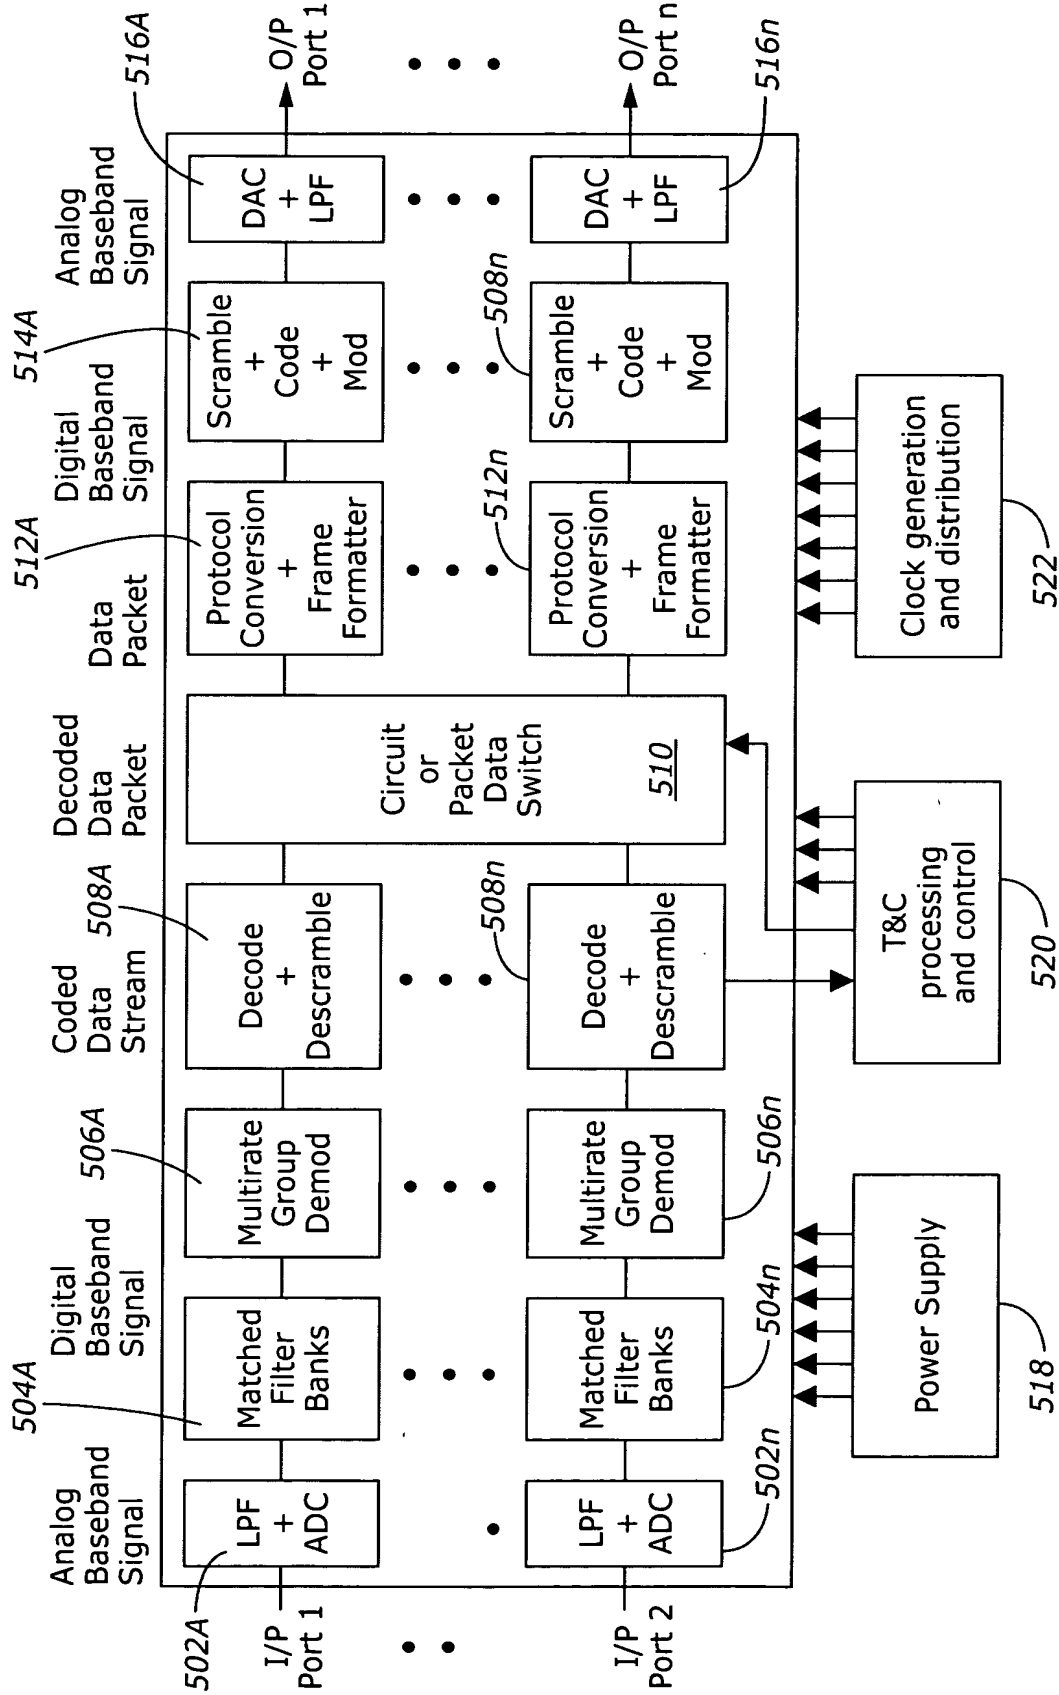 Analog
Baseband
Signal
Digital
Baseband
Signal
Coded
Data
Stream
Decoded
Data
Packet
Data
Packet
Digital
Baseband
Signal
Analog
Baseband
Signal
502A
504A
506A
508A
512A
514A
516A
I/P
Port 1
LPF
+
ADC
Matched
Filter
Banks
Multirate
Group
Demod
Decode
+
Descramble
Circuit
or
Packet
Data
Switch
510
Protocol
Conversion
+
Frame
Formatter
Scramble
+
Code
+
Mod
DAC
+
LPF
O/P
Port 1
I/P
Port 2
LPF
+
ADC
502n
Matched
Filter
Banks
504n
Multirate
Group
Demod
506n
508n
Decode
+
Descramble
512n
Protocol
Conversion
+
Frame
Formatter
508n
Scramble
+
Code
+
Mod
DAC
+
LPF
516n
O/P
Port n
Power Supply
518
T&C
processing
and control
520
Clock generation
and distribution
522